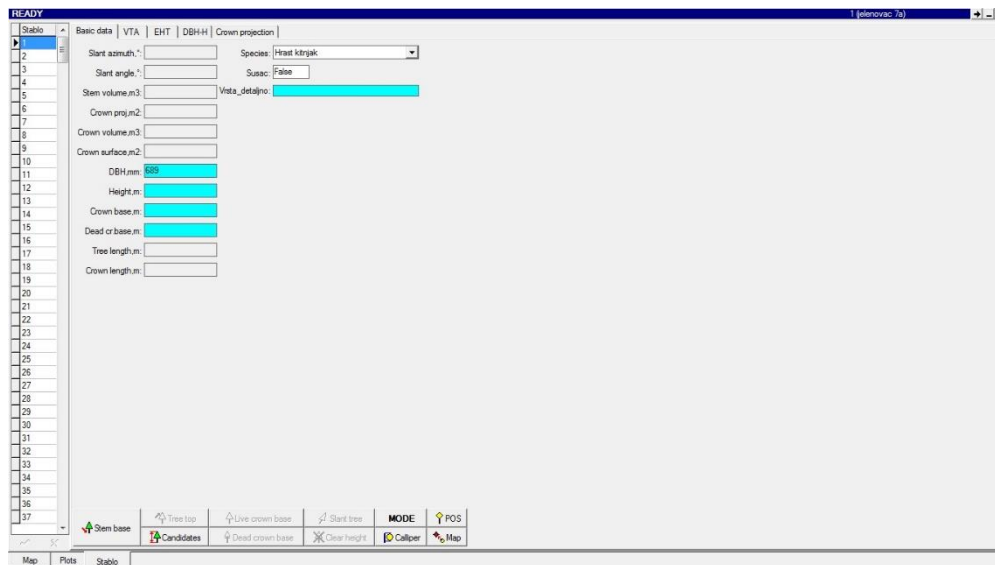 READY 1 (jelenovac 7a)
Stablo Basic data VTA EHT DBH-H Crown projection
1
2
3
4
5
6
7
8
9
10
11
12
13
14
15
16
17
18
19
20
21
22
23
24
25
26
27
28
29
30
31
32
33
34
35
36
37
Slant azimuth,°: Species: Hrast kitnjak
Slant angle,°: Susac: False
Stem volume,m3: Vrsta_detaljno:
Crown proj,m2:
Crown volume,m3:
Crown surface,m2:
DBH,mm: 689
Height,m:
Crown base,m:
Dead cr.base,m:
Tree length,m:
Crown length,m:
Stem base Tree top Live crown base Slant tree MODE POS
Candidates Dead crown base Clear height Calliper Map
Map Plots Stablo